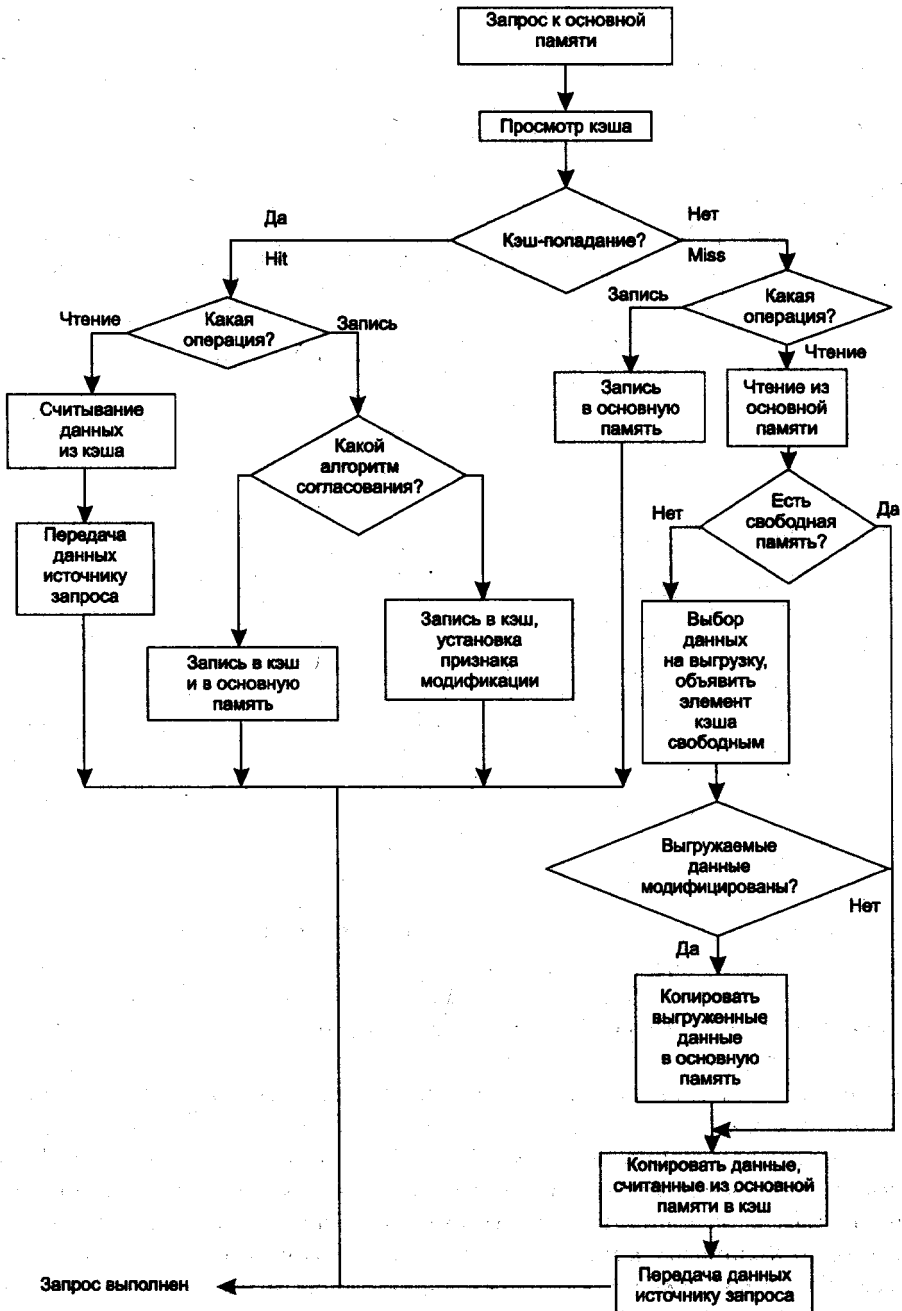 Запрос к основной
памяти
Просмотр кэша
Кэш-попадание?
Да
Hit
Нет
Miss
Какая
операция?
Чтение
Запись
Какая
операция?
Запись
Чтение
Считывание
данных
из кэша
Передача
данных
источнику
запроса
Какой
алгоритм
согласования?
Запись в кэш
и в основную
память
Запись в кэш,
установка
признака
модификации
Запись
в основную
память
Чтение из
основной
памяти
Есть
свободная
память?
Нет
Да
Выбор
данных
на выгрузку,
объявить
элемент
кэша
свободным
Выгружаемые
данные
модифицированы?
Нет
Да
Копировать
выгруженные
данные
в основную
память
Копировать данные,
считанные из основной
памяти в кэш
Передача данных
источнику запроса
Запрос выполнен